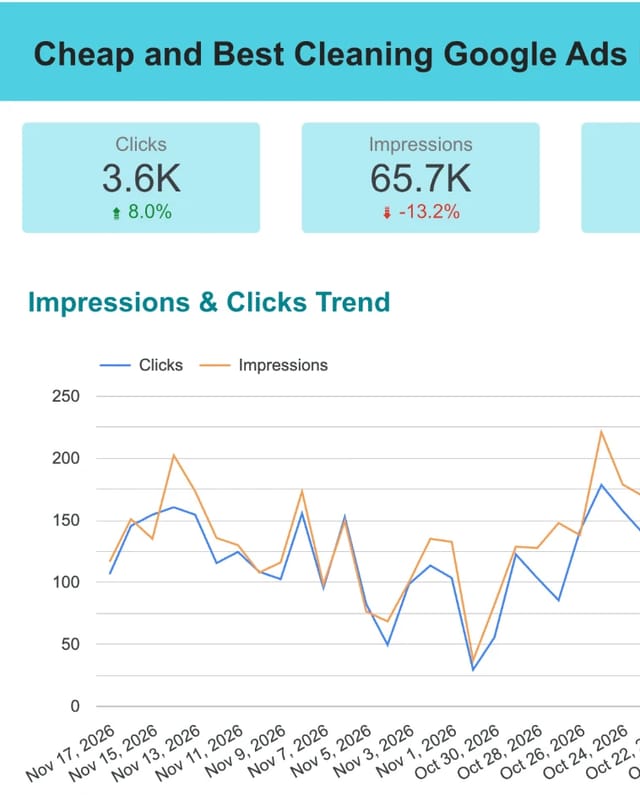 Cheap and Best Cleaning Google Ads
Clicks
3.6K
8.0%
Impressions
65.7K
-13.2%
Impressions & Clicks Trend
Clicks
Impressions
250
200
150
100
50
0
Nov 17, 2026
Nov 15, 2026
Nov 13, 2026
Nov 11, 2026
Nov 9, 2026
Nov 7, 2026
Nov 5, 2026
Nov 3, 2026
Nov 1, 2026
Oct 30, 2026
Oct 28, 2026
Oct 26, 2026
Oct 24, 2026
Oct 22,